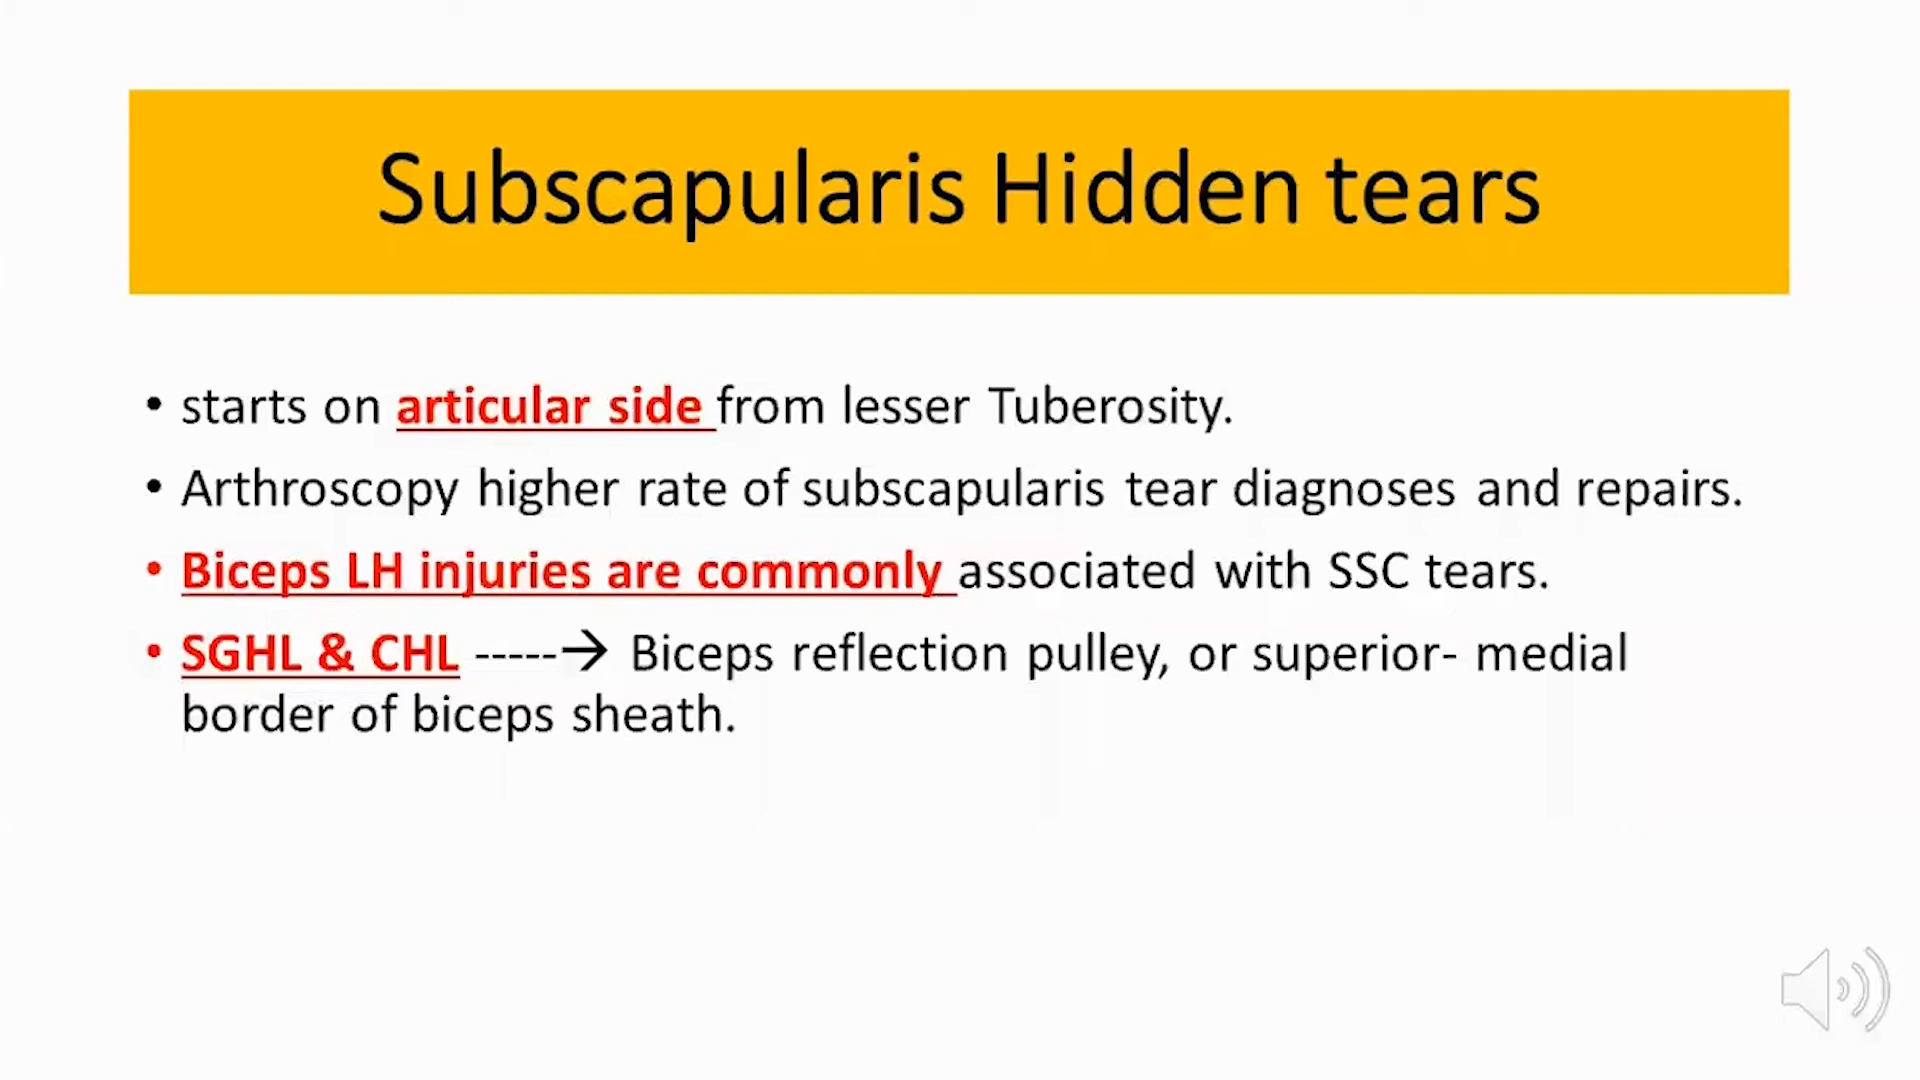 Subscapularis Hidden tears
• starts on articular side from lesser Tuberosity.
• Arthroscopy higher rate of subscapularis tear diagnoses and repairs.
• Biceps LH injuries are commonly associated with SSC tears.
• SGHL & CHL -----→ Biceps reflection pulley, or superior- medial
border of biceps sheath.